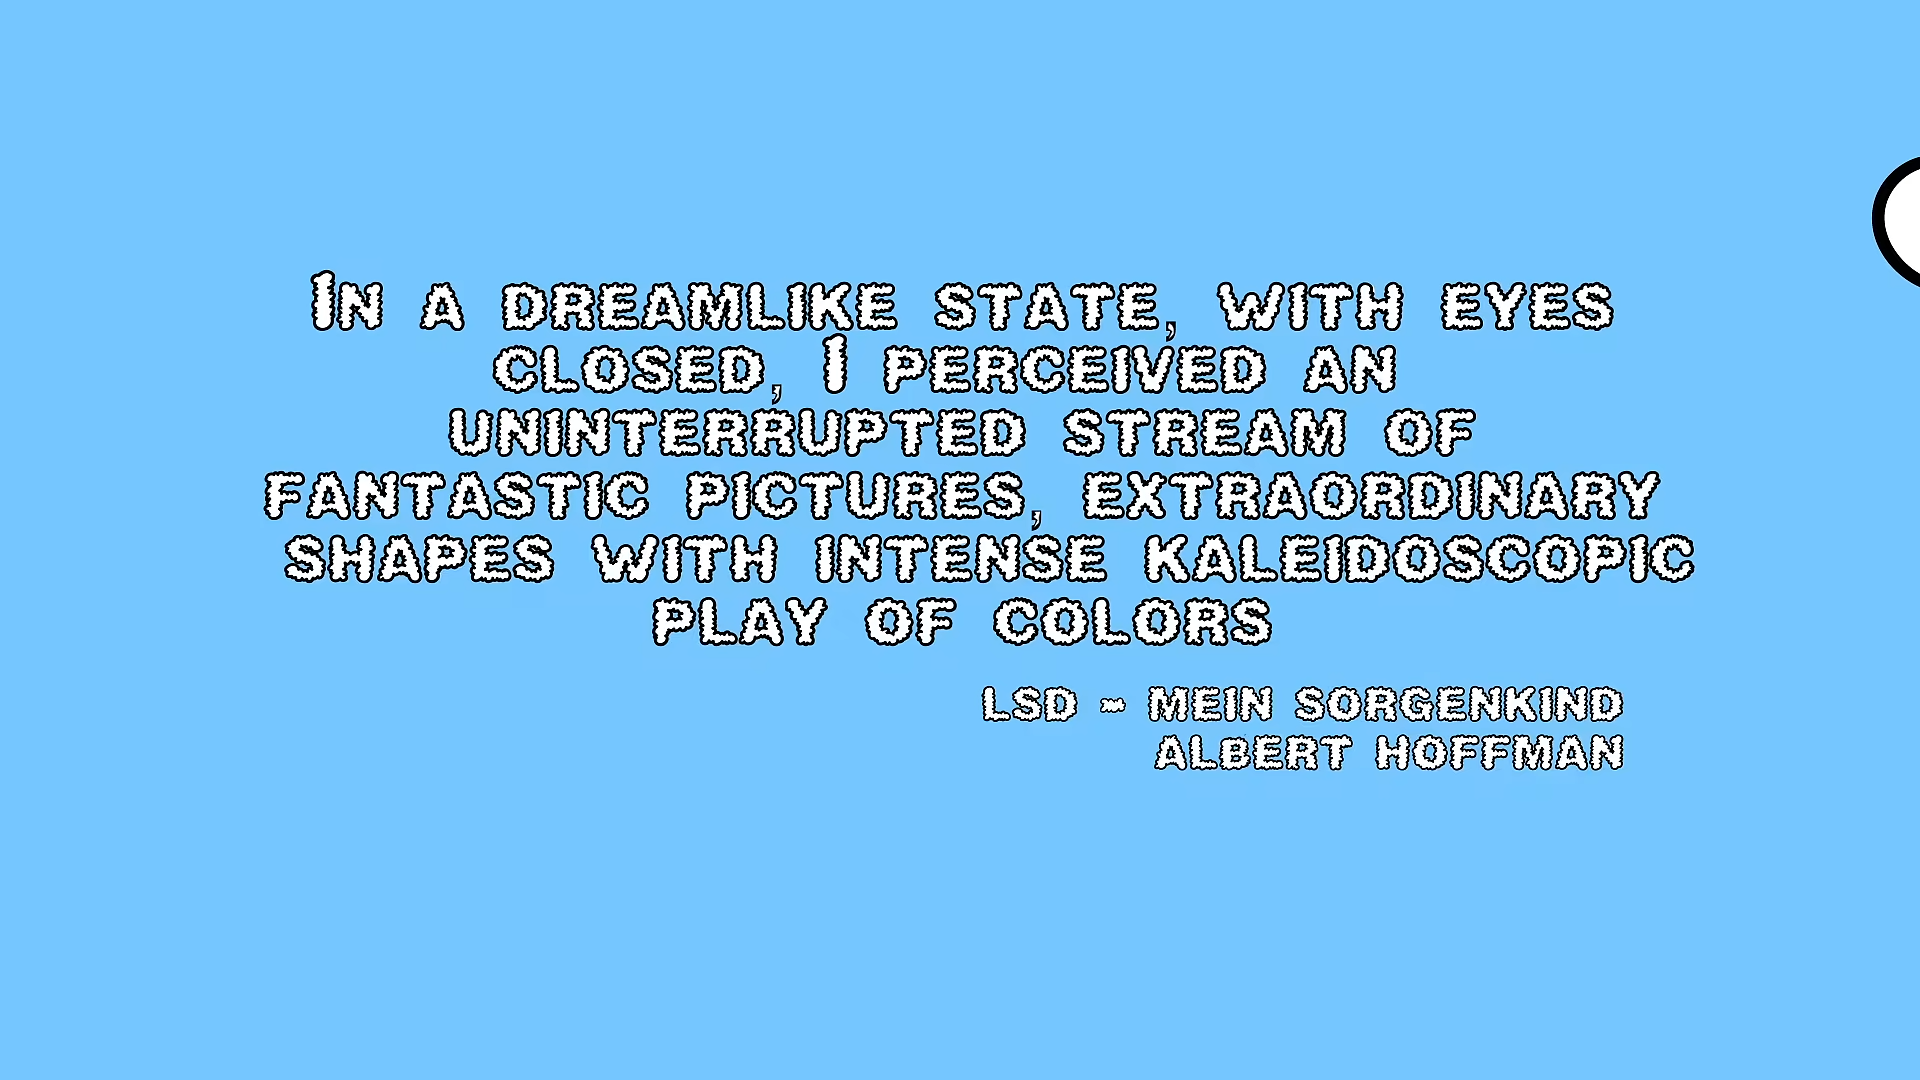 In a dreamlike state, with eyes
closed, I perceived an
uninterrupted stream of
fantastic pictures, extraordinary
shapes with intense kaleidoscopic
play of colors
LSD - MEIN SORGENKIND
ALBERT HOFFMAN